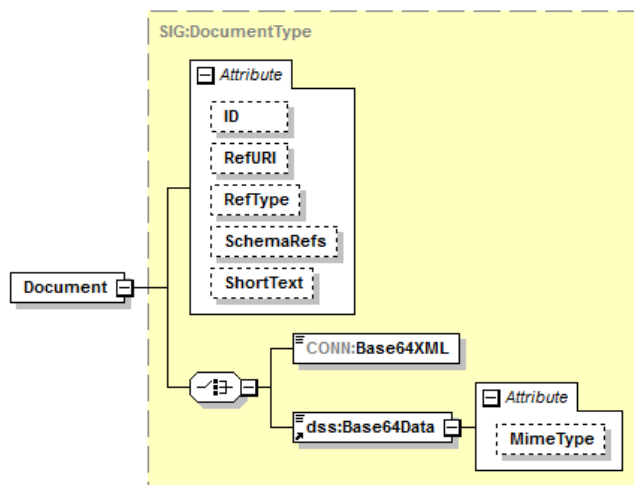 SIG:DocumentType
Attribute
ID
RefURI
RefType
SchemaRefs
ShortText
Document
CONN:Base64XML
dss:Base64Data
Attribute
MimeType